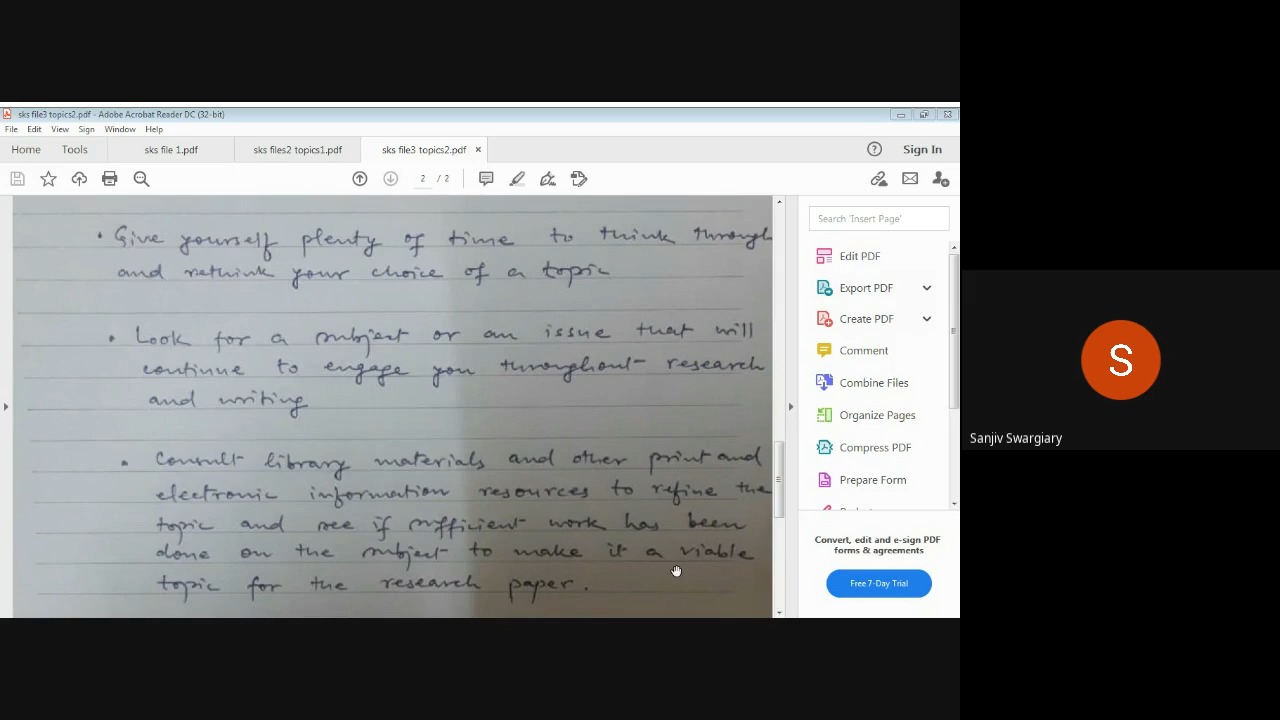 sks file3 topics2.pdf - Adobe Acrobat Reader DC (32-bit)
File Edit View Sign Window Help
Home Tools sks file 1.pdf sks files2 topics1.pdf sks file3 topics2.pdf × Sign In
2 / 2
• Give yourself plenty of time to think through
and rethink your choice of a topic
• Look for a subject or an issue that will
continue to engage you throughout research
and writing
• Consult library materials and other print and
electronic information resources to refine the
topic and see if sufficient work has been
done on the subject to make it a viable
topic for the research paper.
Search 'Insert Page'
Edit PDF
Export PDF
Create PDF
Comment
Combine Files
Organize Pages
Compress PDF
Prepare Form
Convert, edit and e-sign PDF
forms & agreements
Free 7-Day Trial
S
Sanjiv Swargiary